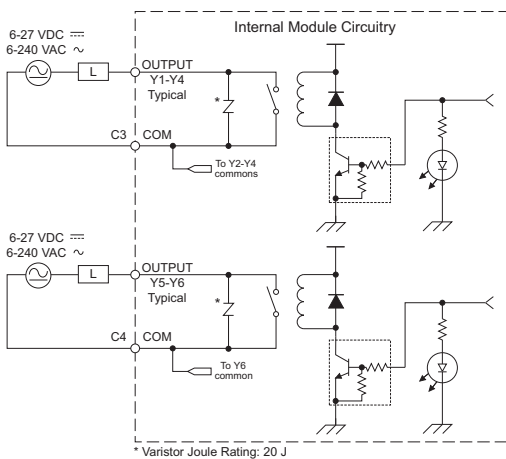 Internal Module Circuitry
6-27 VDC ⎓
6-240 VAC ∿
L
OUTPUT
Y1-Y4
Typical
*
C3
COM
To Y2-Y4
commons
6-27 VDC ⎓
6-240 VAC ∿
L
OUTPUT
Y5-Y6
Typical
*
C4
COM
To Y6
common
* Varistor Joule Rating: 20 J